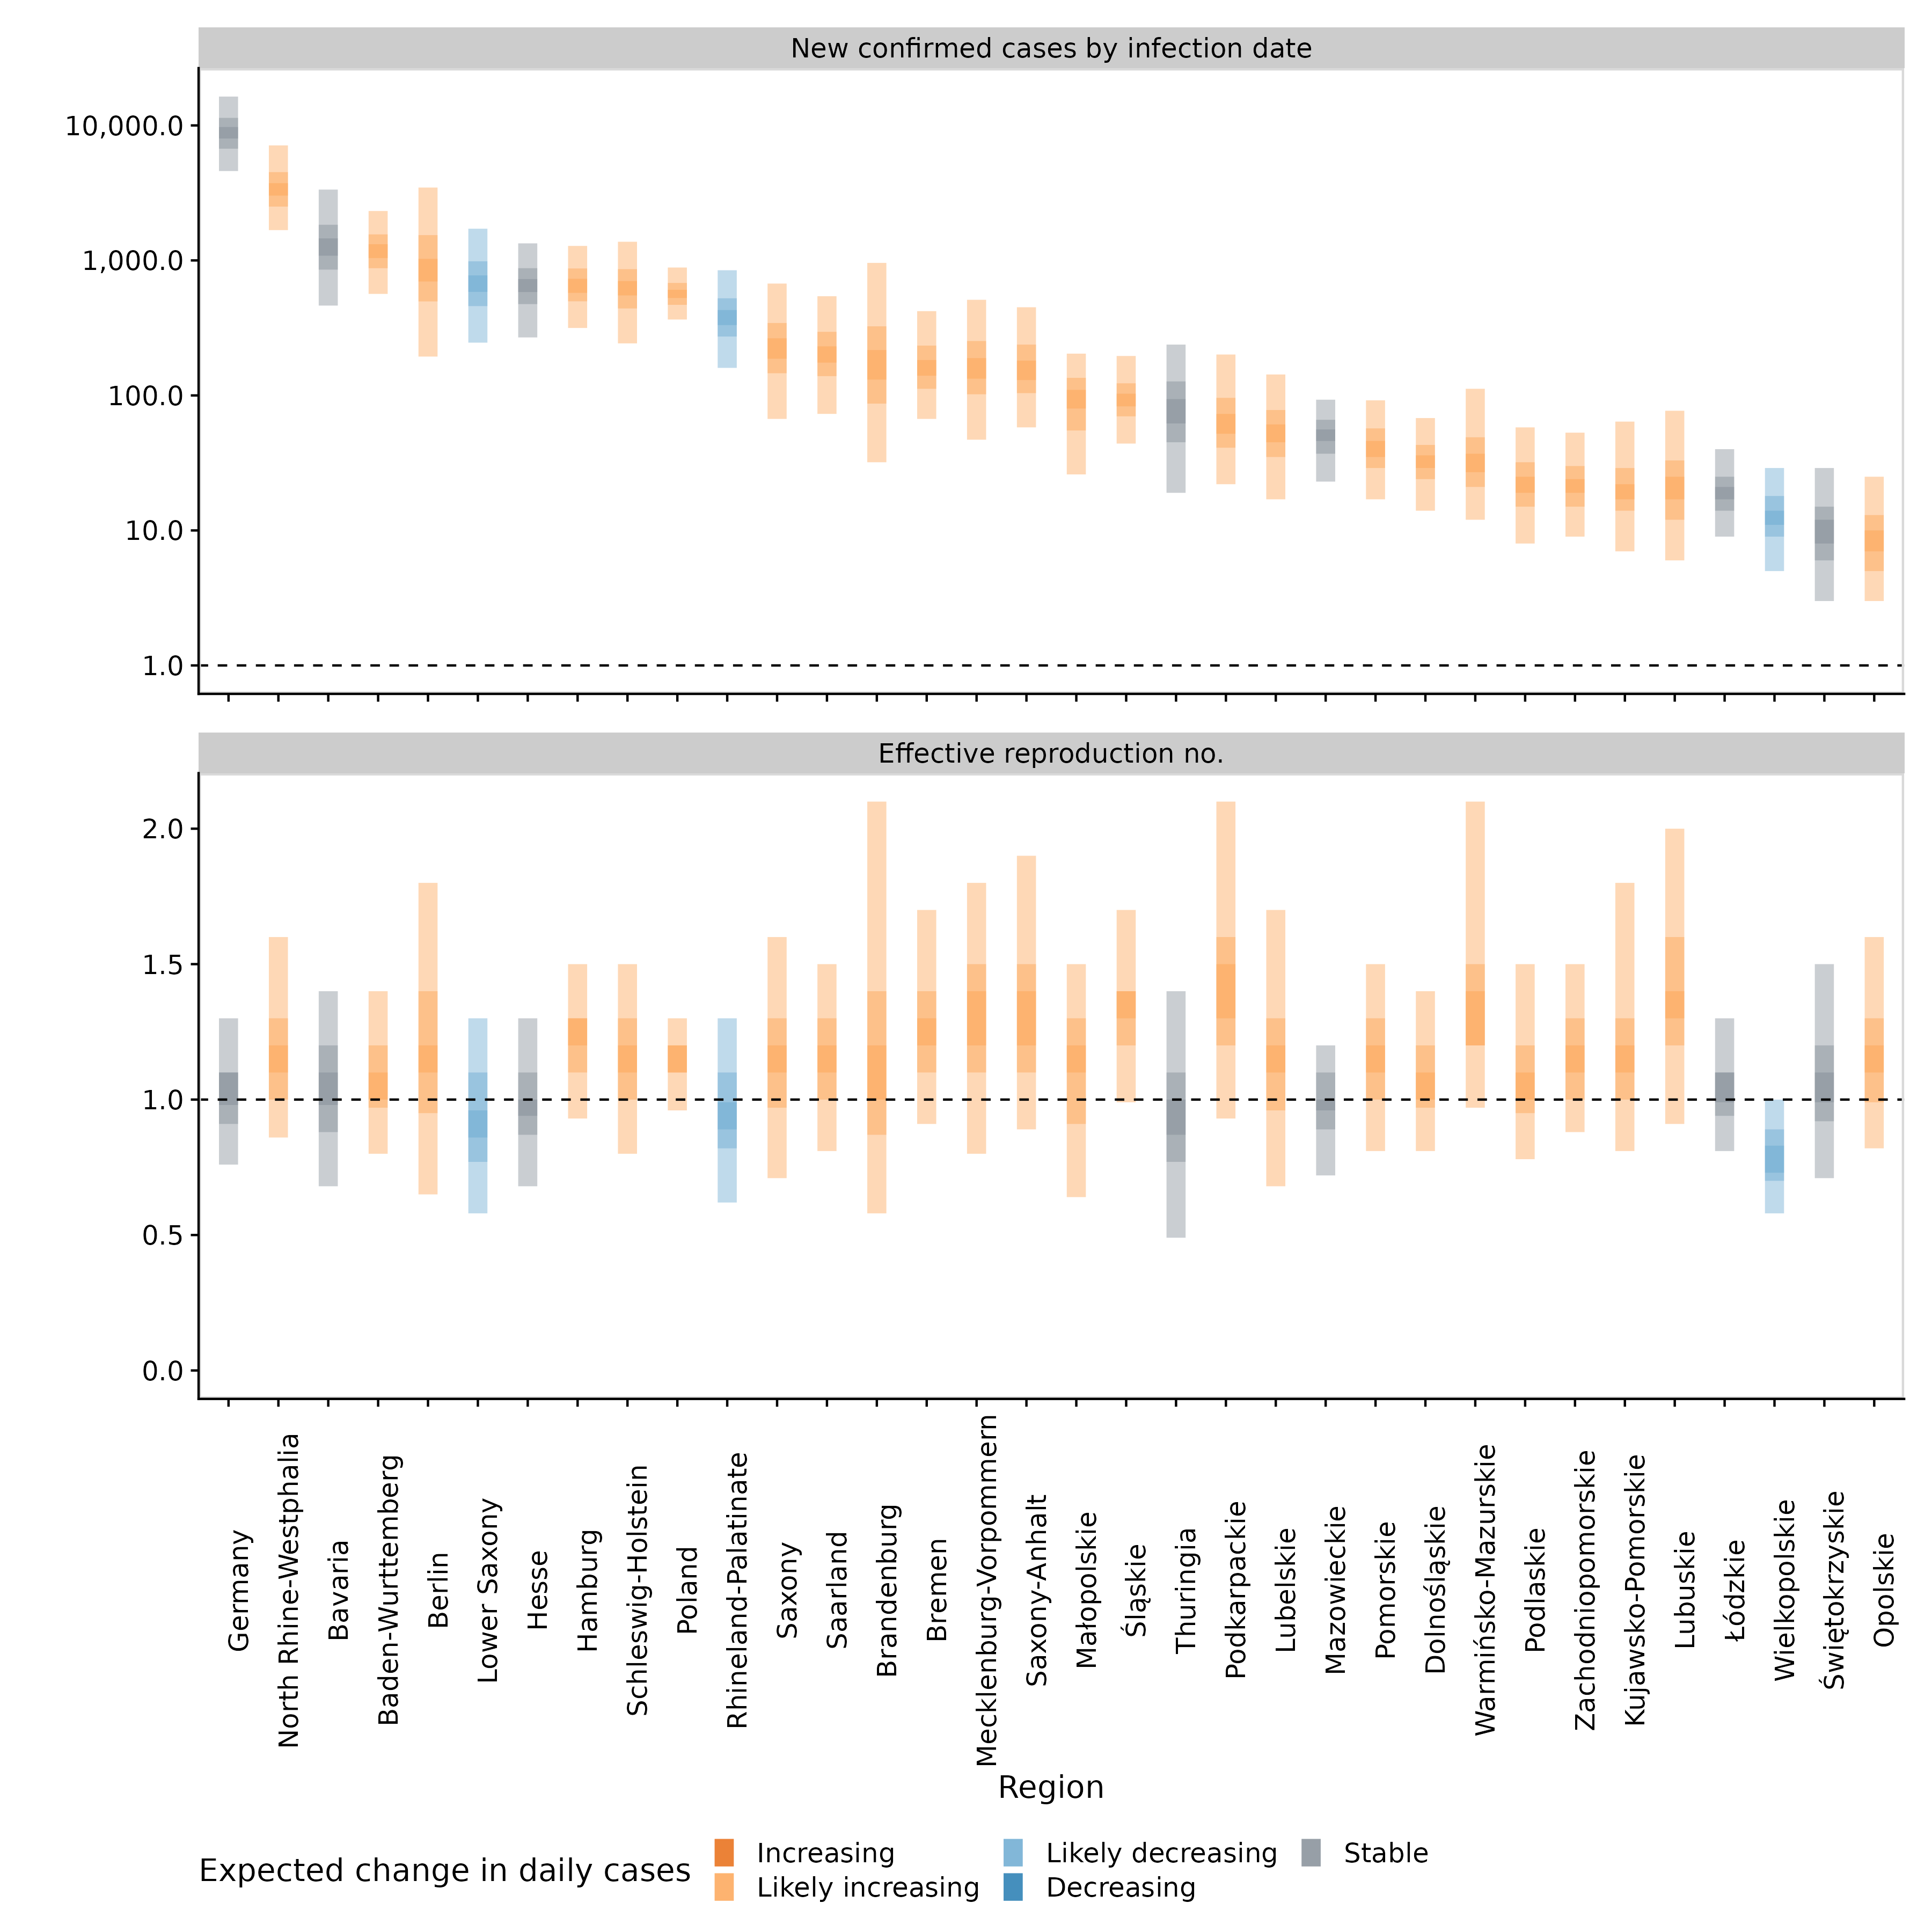 New confirmed cases by infection date
10,000.0
1,000.0
100.0
10.0
1.0
Effective reproduction no.
2.0
1.5
1.0
0.5
0.0
Germany
North Rhine-Westphalia
Bavaria
Baden-Wurttemberg
Berlin
Lower Saxony
Hesse
Hamburg
Schleswig-Holstein
Poland
Rhineland-Palatinate
Saxony
Saarland
Brandenburg
Bremen
Mecklenburg-Vorpommern
Saxony-Anhalt
Małopolskie
Śląskie
Thuringia
Podkarpackie
Lubelskie
Mazowieckie
Pomorskie
Dolnośląskie
Warmińsko-Mazurskie
Podlaskie
Zachodniopomorskie
Kujawsko-Pomorskie
Lubuskie
Łódzkie
Wielkopolskie
Świętokrzyskie
Opolskie
Region
Expected change in daily cases
Increasing
Likely increasing
Likely decreasing
Decreasing
Stable